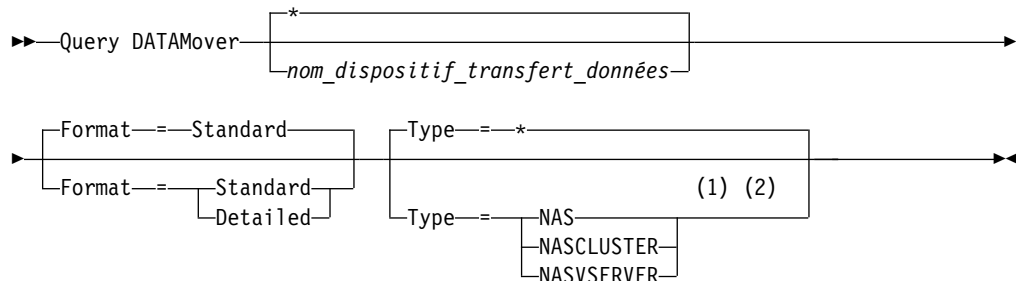 *
Query DATAMover
nom_dispositif_transfert_données
Format = Standard
Type = *
Format = Standard
Detailed
(1) (2)
Type = NAS
NASCLUSTER
NASVSERVER